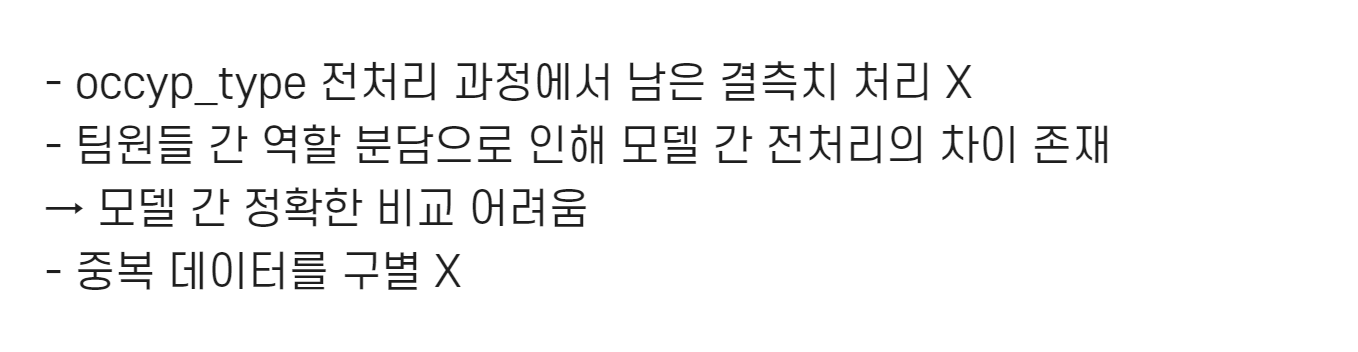 - occyp_type 전처리 과정에서 남은 결측치 처리 X
- 팀원들 간 역할 분담으로 인해 모델 간 전처리의 차이 존재
→ 모델 간 정확한 비교 어려움
- 중복 데이터를 구별 X